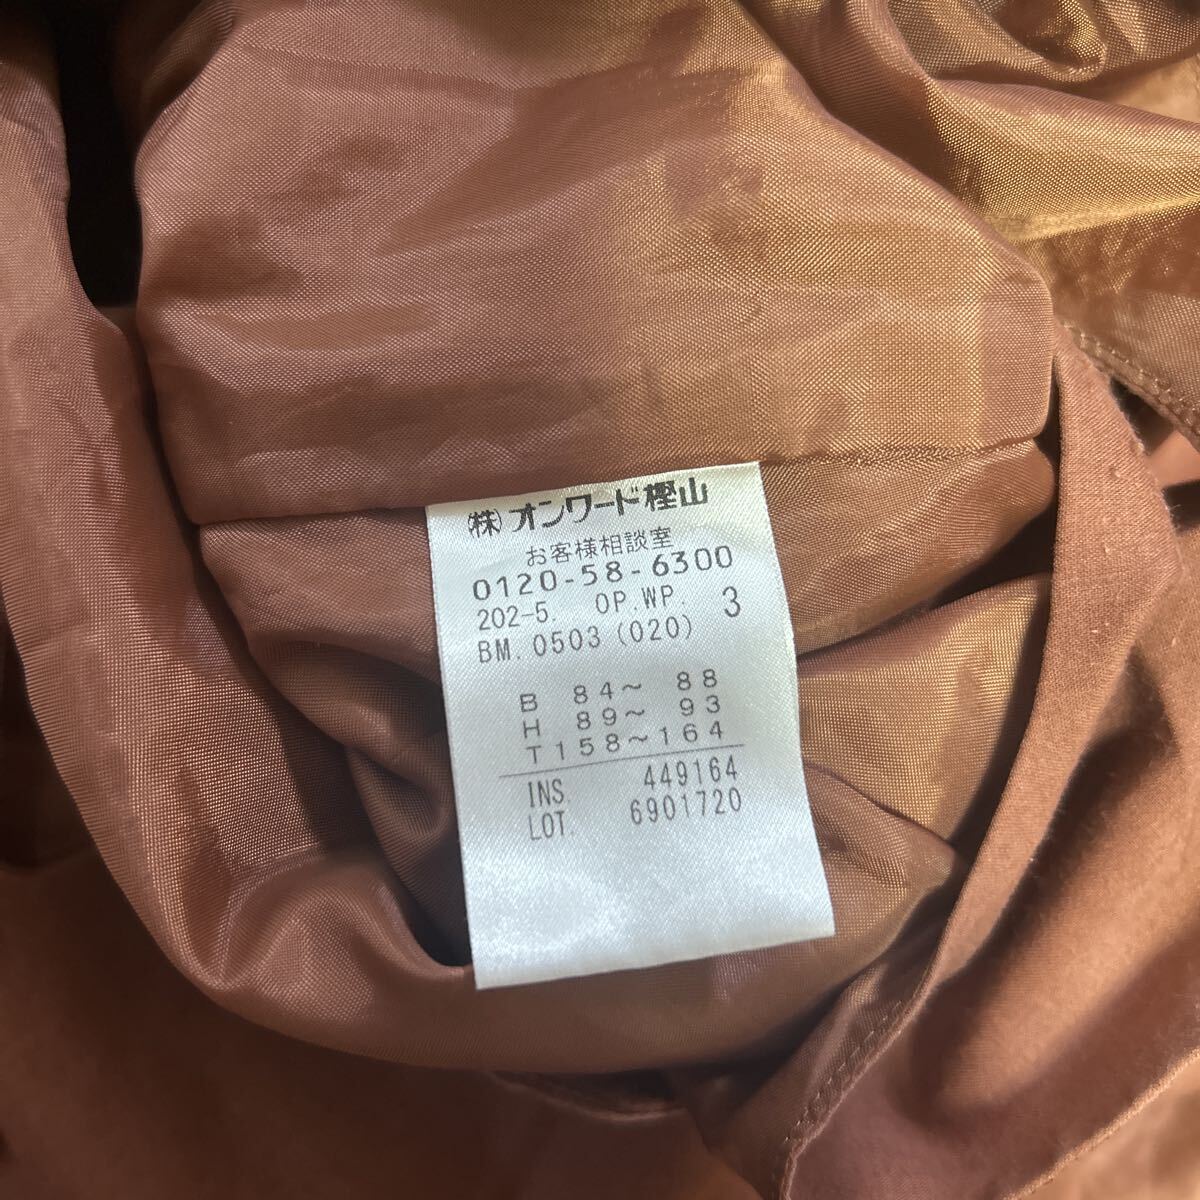 (株)オンワード樫山
お客様相談室
0120-58-6300
202-5. OP.WP. 3
BM. 0503 (020)
B 84~ 88
H 89~ 93
T158~164
INS. 449164
LOT. 6901720